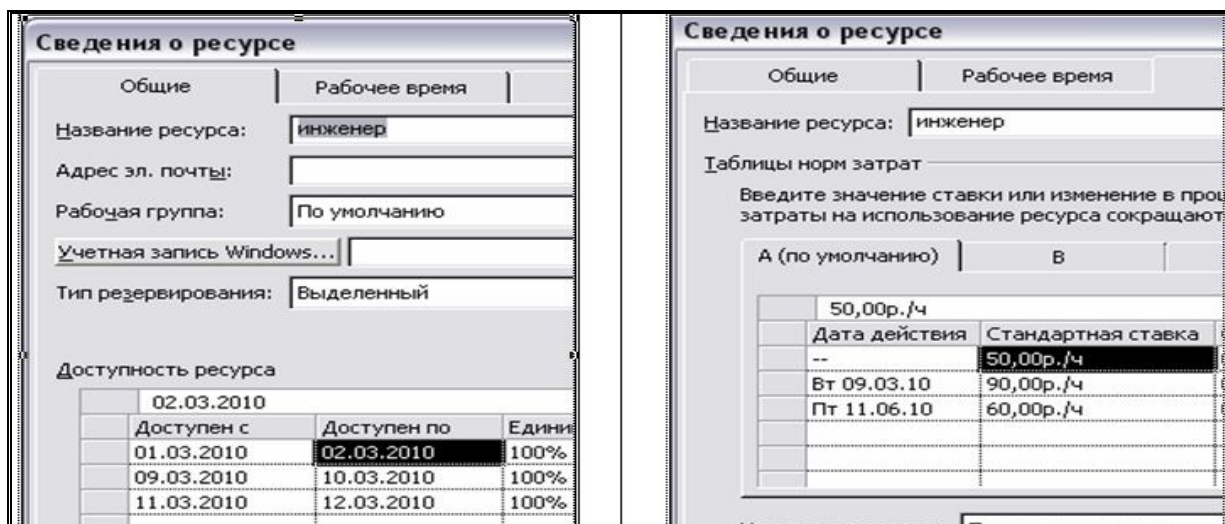 Сведения о ресурсе
Общие Рабочее время
Название ресурса: инженер
Адрес эл. почты:
Рабочая группа: По умолчанию
Учетная запись Windows...
Тип резервирования: Выделенный
Доступность ресурса
02.03.2010
Доступен с Доступен по
01.03.2010 02.03.2010 100%
09.03.2010 10.03.2010 100%
11.03.2010 12.03.2010 100%
Сведения о ресурсе
Общие Рабочее время
Название ресурса: инженер
Таблицы норм затрат
Введите значение ставки или изменение в
затраты на использование ресурса сокращают
A (по умолчанию) B
50,00р./ч
Дата действия Стандартная ставка
-- 50,00р./ч
Вт 09.03.10 90,00р./ч
Пт 11.06.10 60,00р./ч